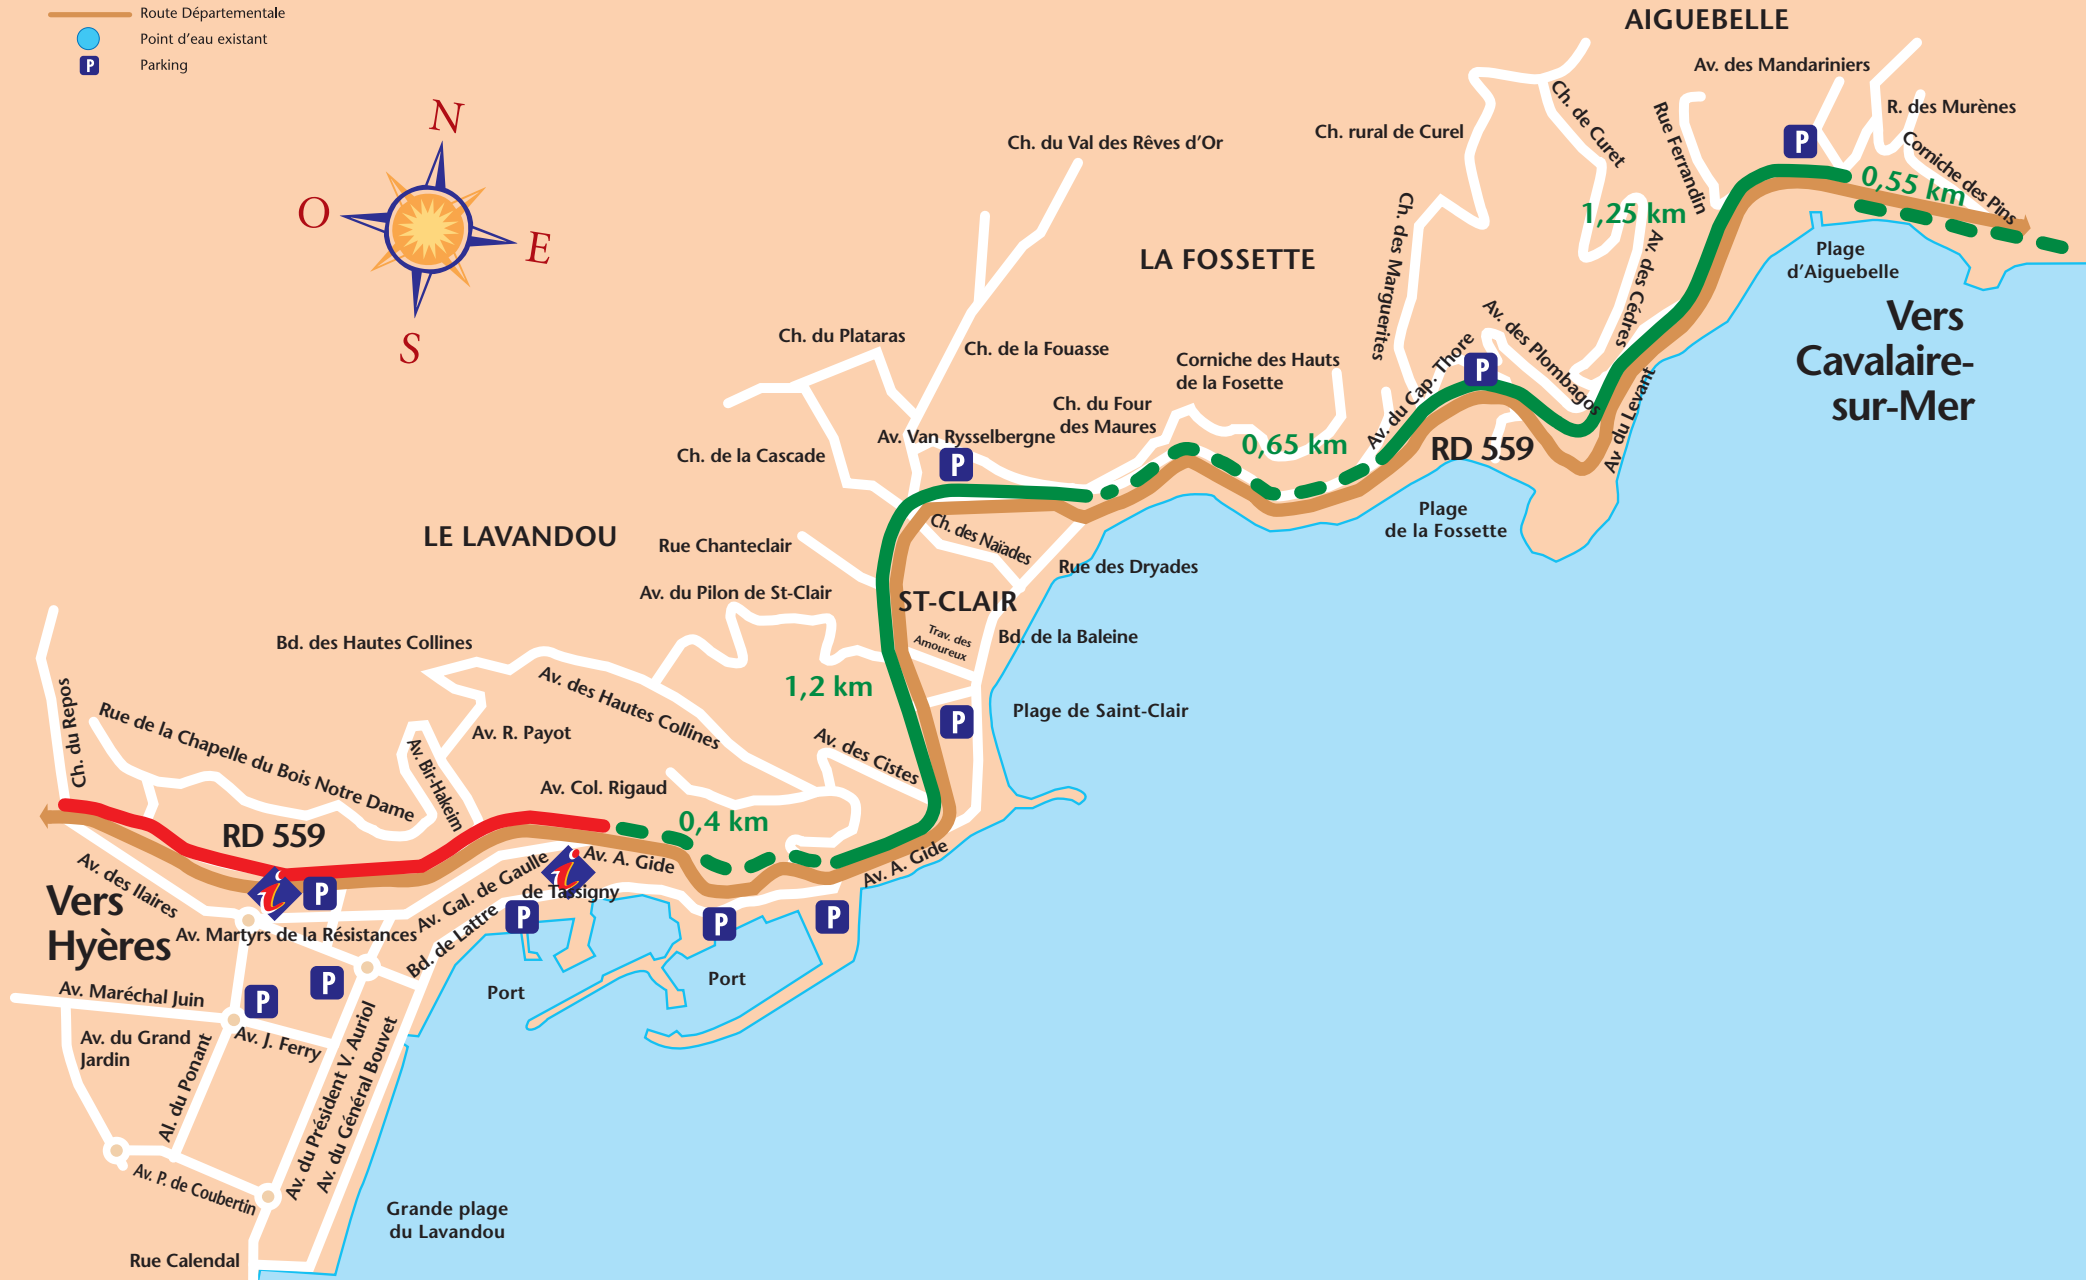 Route Départementale
Point d'eau existant
P
Parking
N
O
E
S
AIGUEBELLE
Av. des Mandariniers
R. des Murènes
Corniche des Pins
Rue Ferrandin
Ch. de Curet
Ch. rural de Curel
Ch. du Val des Rêves d'Or
P
0,55 km
1,25 km
Ch. des Marguerites
Av. des Cédres
Plage
d'Aiguebelle
LA FOSSETTE
Vers
Cavalaire-
sur-Mer
Ch. du Plataras
Ch. de la Fouasse
Corniche des Hauts
de la Fosette
Av. du Cap. Thore
P
Av. des Plombagos
Av du Levant
Ch. du Four
des Maures
Av. Van Rysselbergne
P
0,65 km
RD 559
Ch. de la Cascade
Plage
de la Fossette
LE LAVANDOU
Rue Chanteclair
Ch. des Naïades
Rue des Dryades
Av. du Pilon de St-Clair
ST-CLAIR
Trav. des
Amoureux
Bd. de la Baleine
Bd. des Hautes Collines
Av. des Hautes Collines
1,2 km
P
Plage de Saint-Clair
Ch. du Repos
Rue de la Chapelle du Bois Notre Dame
Av. Bir-Hakeim
Av. R. Payot
Av. des Cistes
Av. Col. Rigaud
0,4 km
RD 559
Av. A. Gide
Av. A. Gide
Av. des Ilaires
i
P
Av. Gal. de Gaulle
i
Bd. de Lattre
de Tassigny
P
P
P
Vers
Hyères
Av. Martyrs de la Résistances
P
P
Port
Port
Av. Maréchal Juin
Av. du Grand
Jardin
Av. J. Ferry
Al. du Ponant
Av. du Président V. Auriol
Av. du Général Bouvet
Av. P. de Coubertin
Grande plage
du Lavandou
Rue Calendal